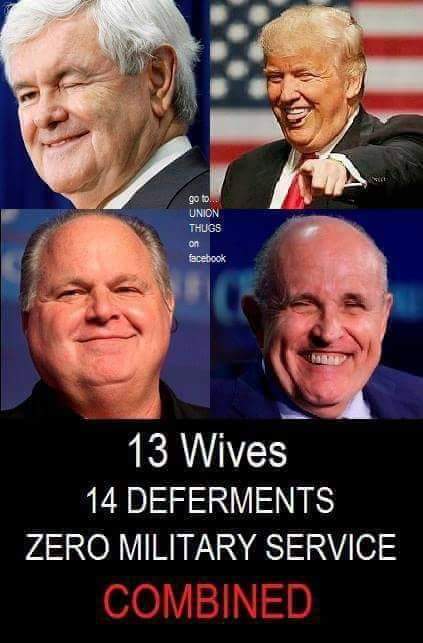 go to...
UNION
THUGS
on
facebook
13 Wives
14 DEFERMENTS
ZERO MILITARY SERVICE
COMBINED